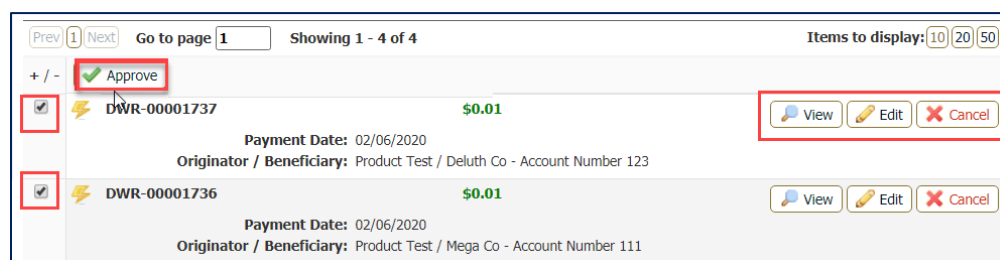 Prev 1 Next Go to page 1 Showing 1 - 4 of 4 Items to display: 10 20 50
+ / - Approve
DWR-00001737 $0.01 View Edit Cancel
Payment Date: 02/06/2020
Originator / Beneficiary: Product Test / Deluth Co - Account Number 123
DWR-00001736 $0.01 View Edit Cancel
Payment Date: 02/06/2020
Originator / Beneficiary: Product Test / Mega Co - Account Number 111